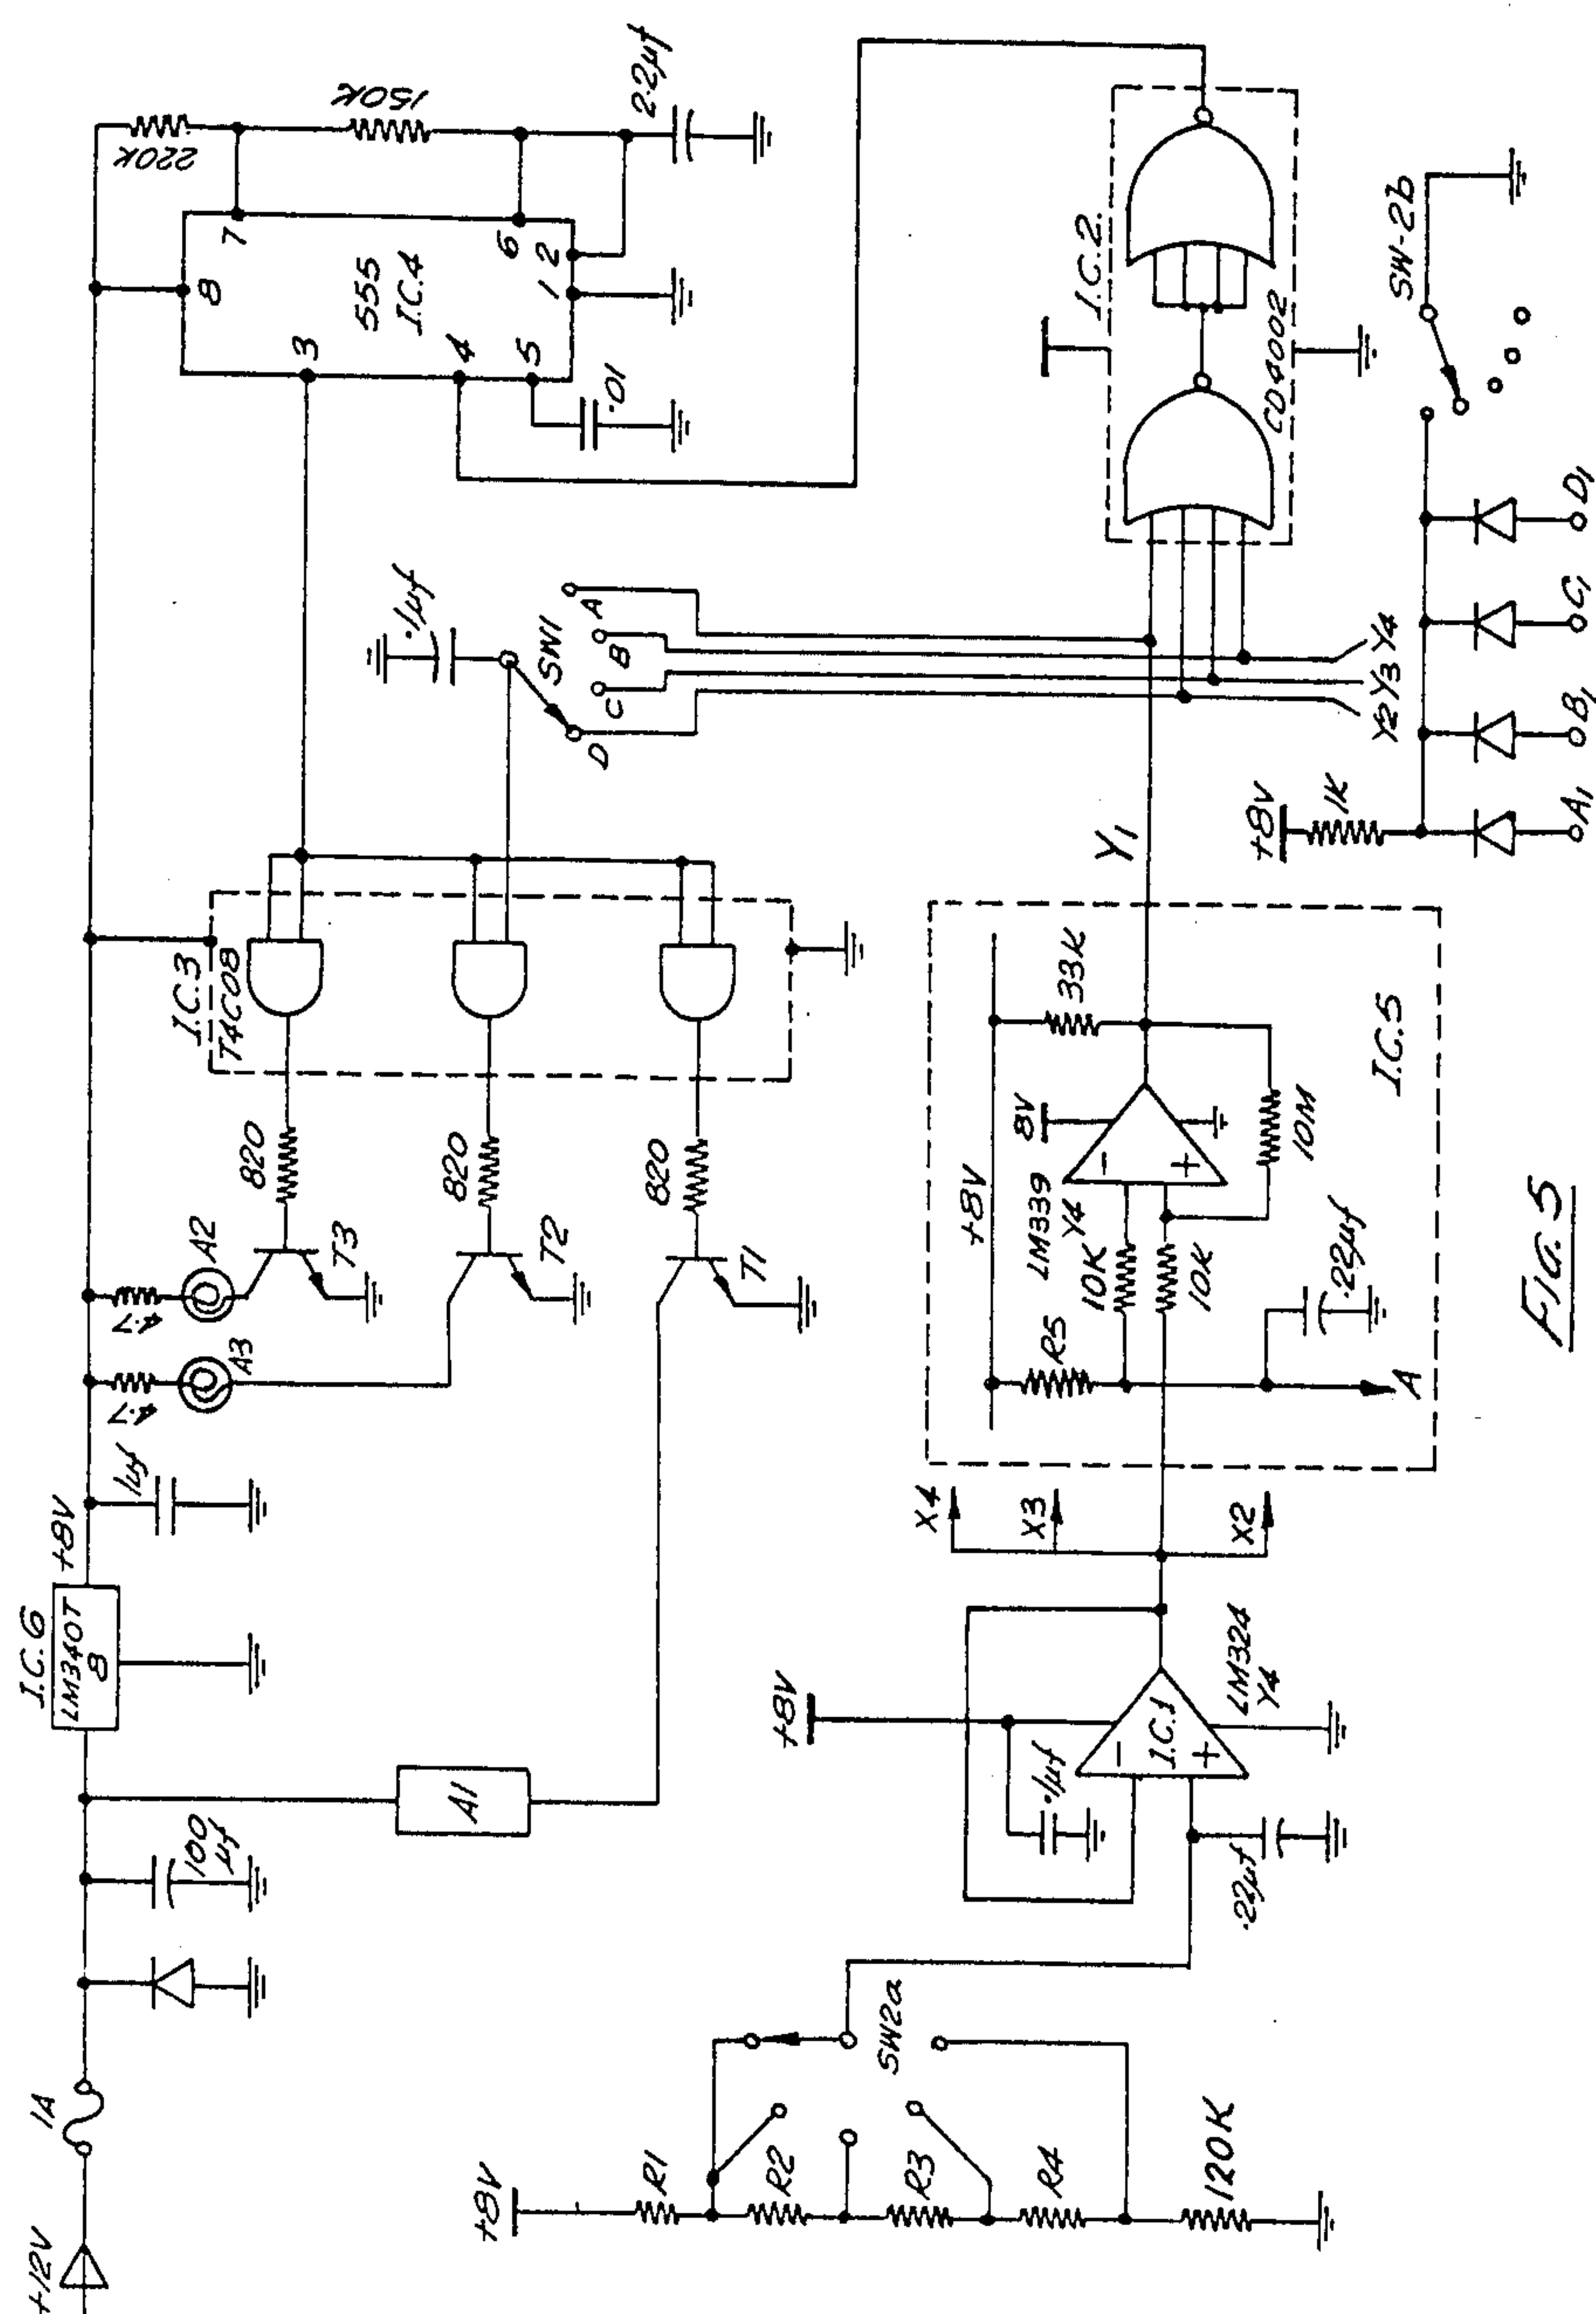 +12V
1A
100 µf
I.C.6
LM340T
8
+8V
1µf
4.7
A3
4.7
A2
A1
820
T3
820
T2
820
T1
I.C.3
74C08
.1µf
SW1
A
B
C
D
3
8
7
555
I.C.4
4
5
6
2
1
.01
220K
150K
2.2µf
+8V
R1
R2
R3
R4
120K
SW2a
.22µf
+8V
.1µf
-
I.C.1
+
LM324
Y4
X4
X3
X2
+8V
R5
10K
10K
LM339
Y4
8V
-
+
33K
10M
.22µf
A
I.C.5
Y1
Y2
Y3
Y4
I.C.2.
CD4002
+8V
1K
SW-2b
A1
B1
C1
D1
FIG. 5